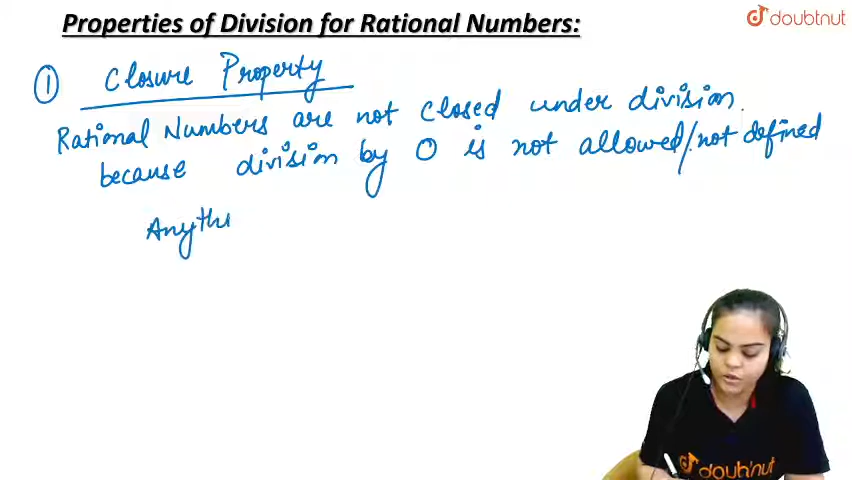 Properties of Division for Rational Numbers:
doubtnut
① Closure Property
Rational Numbers are not closed under division.
because division by 0 is not allowed/not defined
Anythi
doubtnut